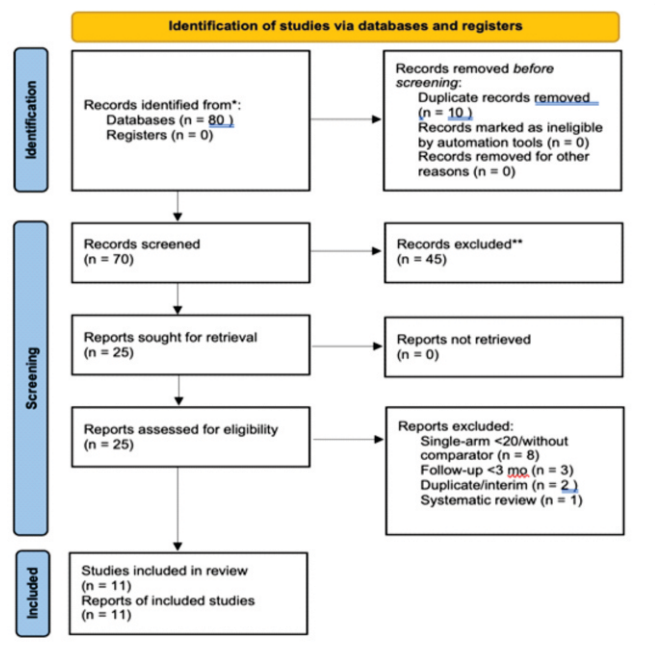 Identification of studies via databases and registers
Identification
Records identified from*:
Databases (n = 80 )
Registers (n = 0)
Records removed before
screening:
Duplicate records removed
(n = 10 )
Records marked as ineligible
by automation tools (n = 0)
Records removed for other
reasons (n = 0)
Screening
Records screened
(n = 70)
Records excluded**
(n = 45)
Reports sought for retrieval
(n = 25)
Reports not retrieved
(n = 0)
Reports assessed for eligibility
(n = 25)
Reports excluded:
Single-arm <20/without
comparator (n = 8)
Follow-up <3 mo (n = 3)
Duplicate/interim (n = 2 )
Systematic review (n = 1)
Included
Studies included in review
(n = 11)
Reports of included studies
(n = 11)